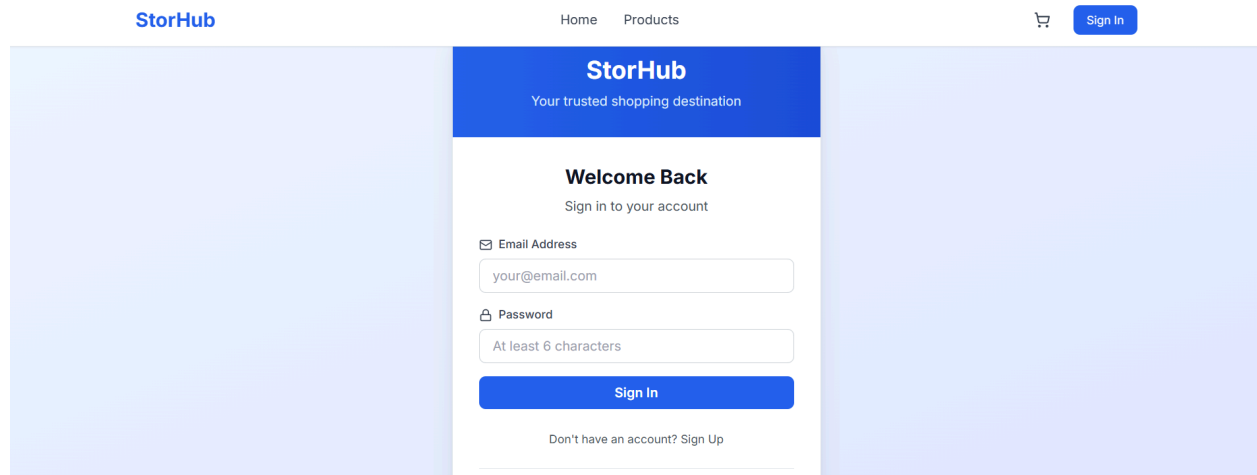 StorHub
Home Products
Sign In
StorHub
Your trusted shopping destination
Welcome Back
Sign in to your account
Email Address
your@email.com
Password
At least 6 characters
Sign In
Don't have an account? Sign Up